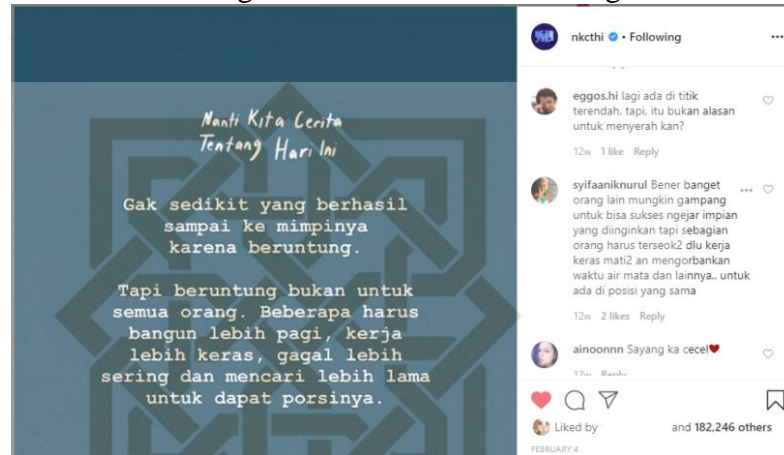 nkcthi • Following
Nanti Kita Cerita
Tentang Hari Ini
Gak sedikit yang berhasil
sampai ke mimpinya
karena beruntung.
Tapi beruntung bukan untuk
semua orang. Beberapa harus
bangun lebih pagi, kerja
lebih keras, gagal lebih
sering dan mencari lebih lama
untuk dapat porsinya.
eggos.hi lagi ada di titik
terendah. tapi, itu bukan alasan
untuk menyerah kan?
12w 1 like Reply
syifaaniknurul Bener banget
orang lain mungkin gampang
untuk bisa sukses ngejar impian
yang diinginkan tapi sebagian
orang harus terseok2 dlu kerja
keras mati2 an mengorbankan
waktu air mata dan lainnya.. untuk
ada di posisi yang sama
12w 2 likes Reply
ainoonnn Sayang ka cecel❤
12w Reply
Liked by and 182,246 others
FEBRUARY 4